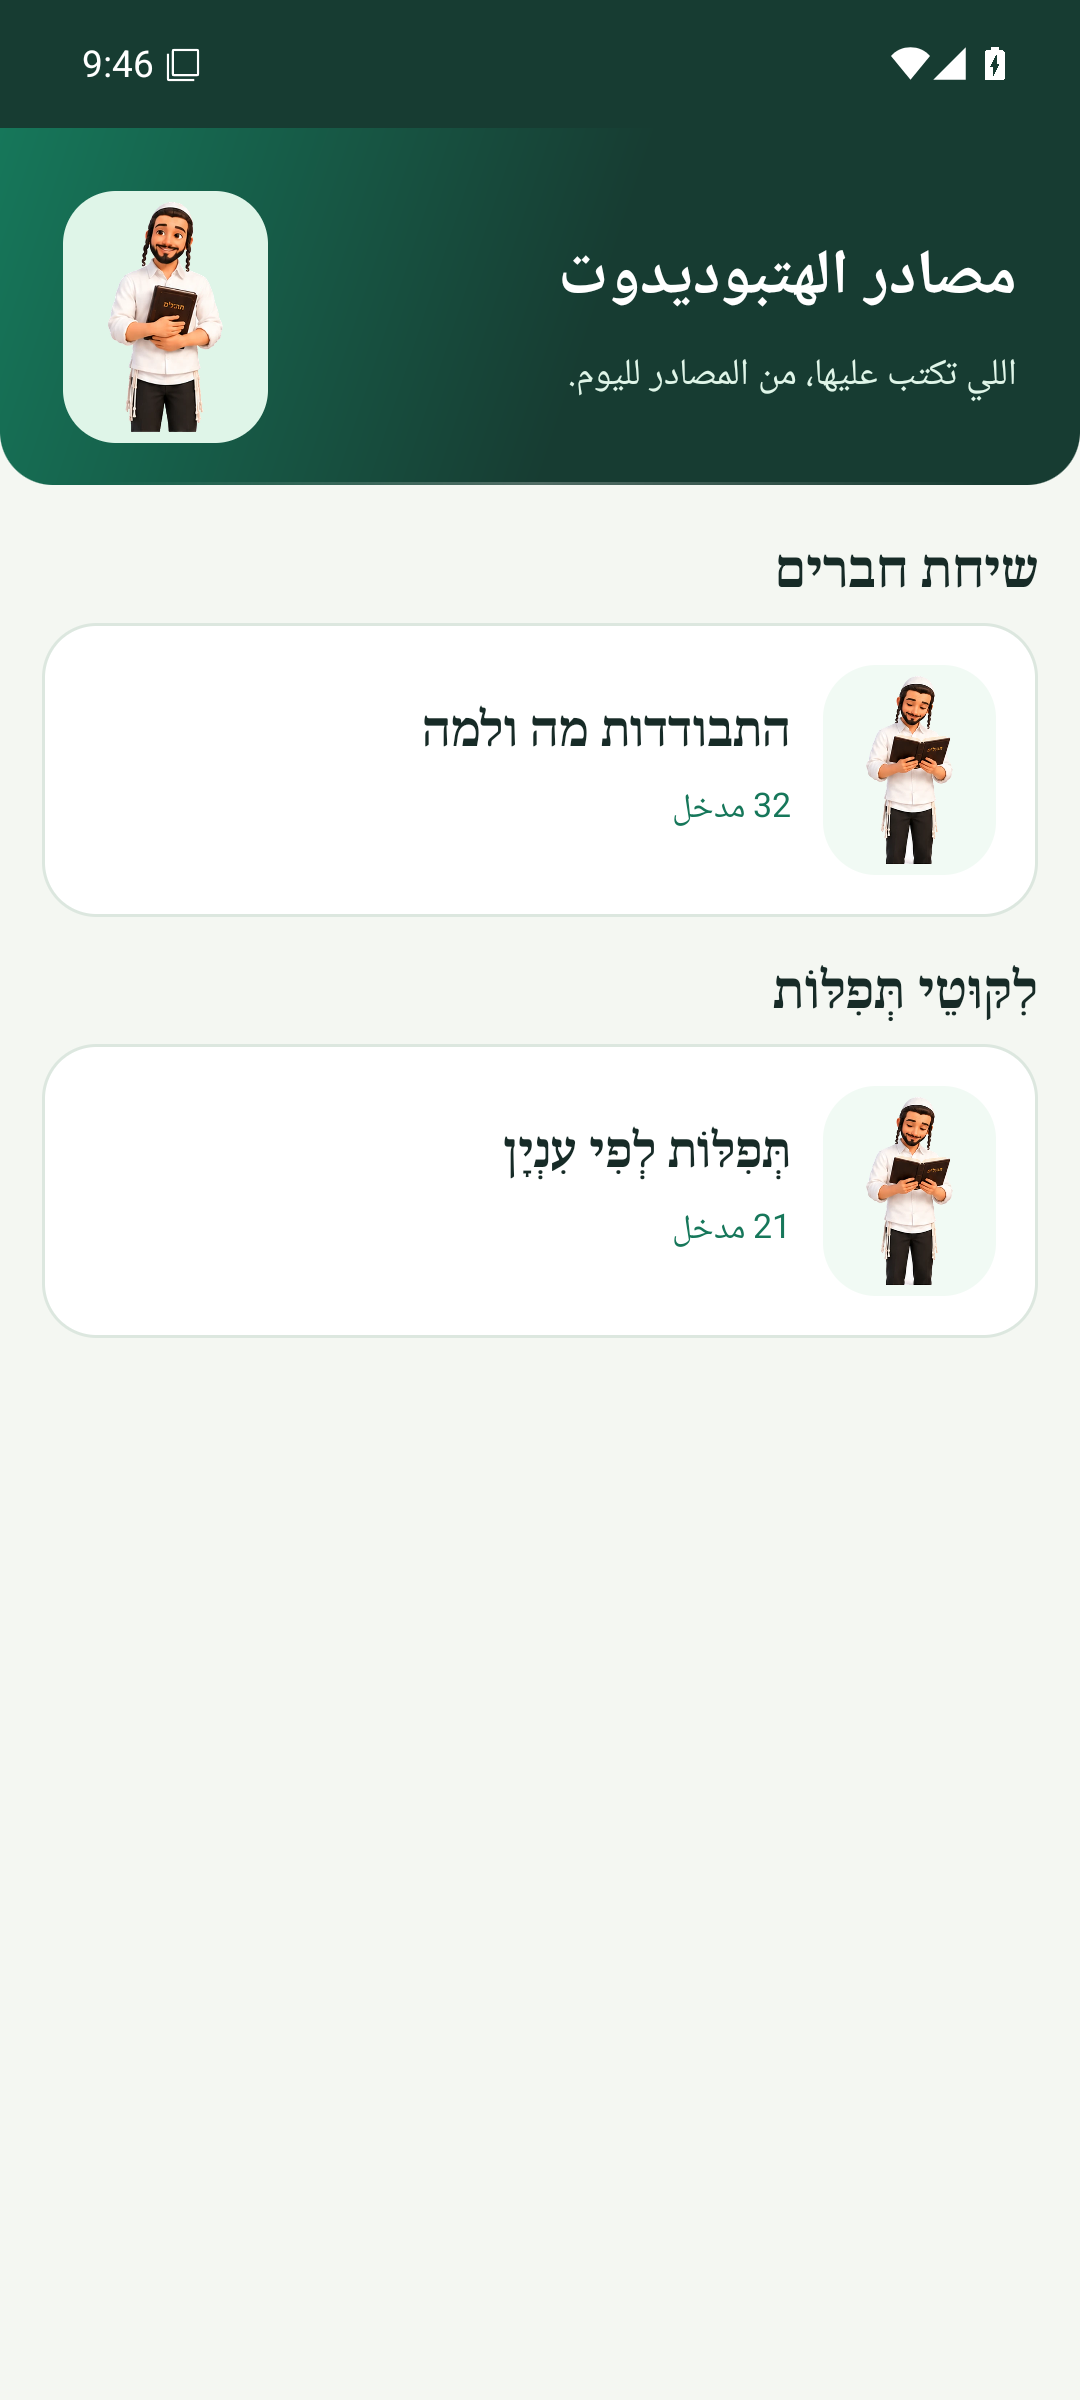 9:46
مصادر الهتبوديدوت
اللي تكتب عليها، من المصادر لليوم.
שיחת חברים
התבודדות מה ולמה
32 مدخل
לִקּוּטֵי תְּפִלּוֹת
תְּפִלּוֹת לְפִי עִנְיָן
21 مدخل